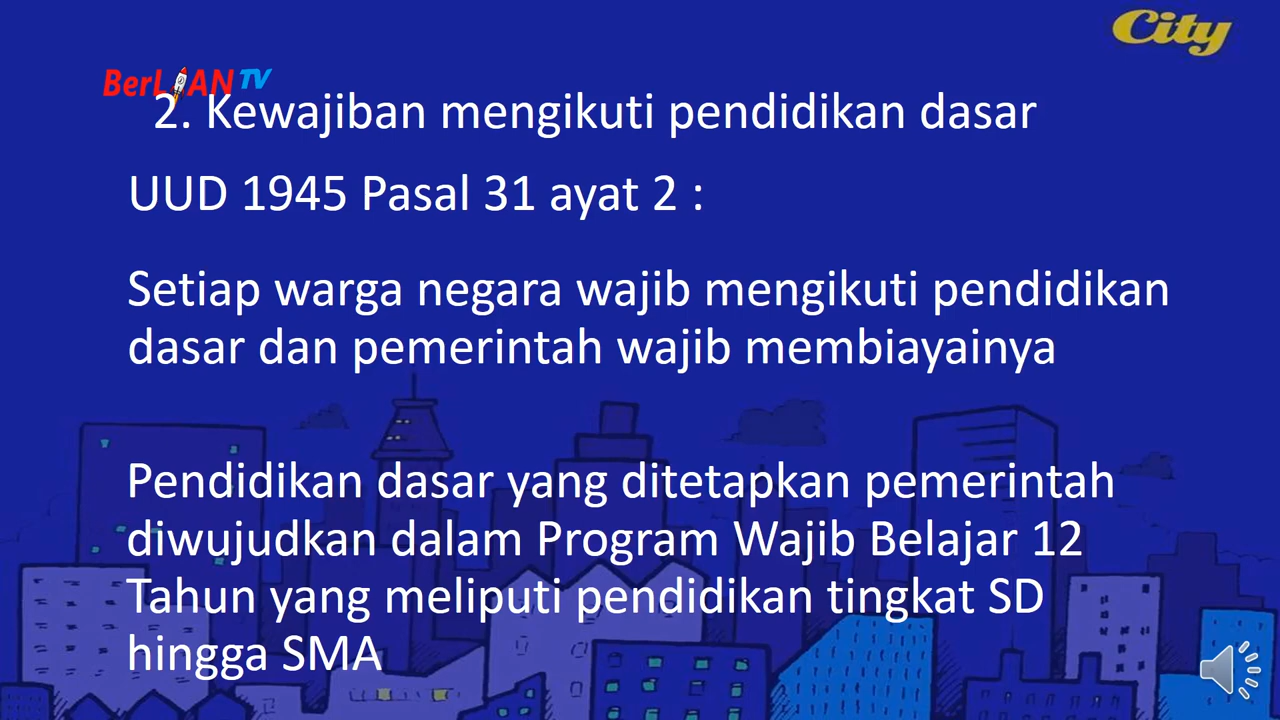 City
BerLIAN TV
2. Kewajiban mengikuti pendidikan dasar
UUD 1945 Pasal 31 ayat 2 :
Setiap warga negara wajib mengikuti pendidikan
dasar dan pemerintah wajib membiayainya
Pendidikan dasar yang ditetapkan pemerintah
diwujudkan dalam Program Wajib Belajar 12
Tahun yang meliputi pendidikan tingkat SD
hingga SMA